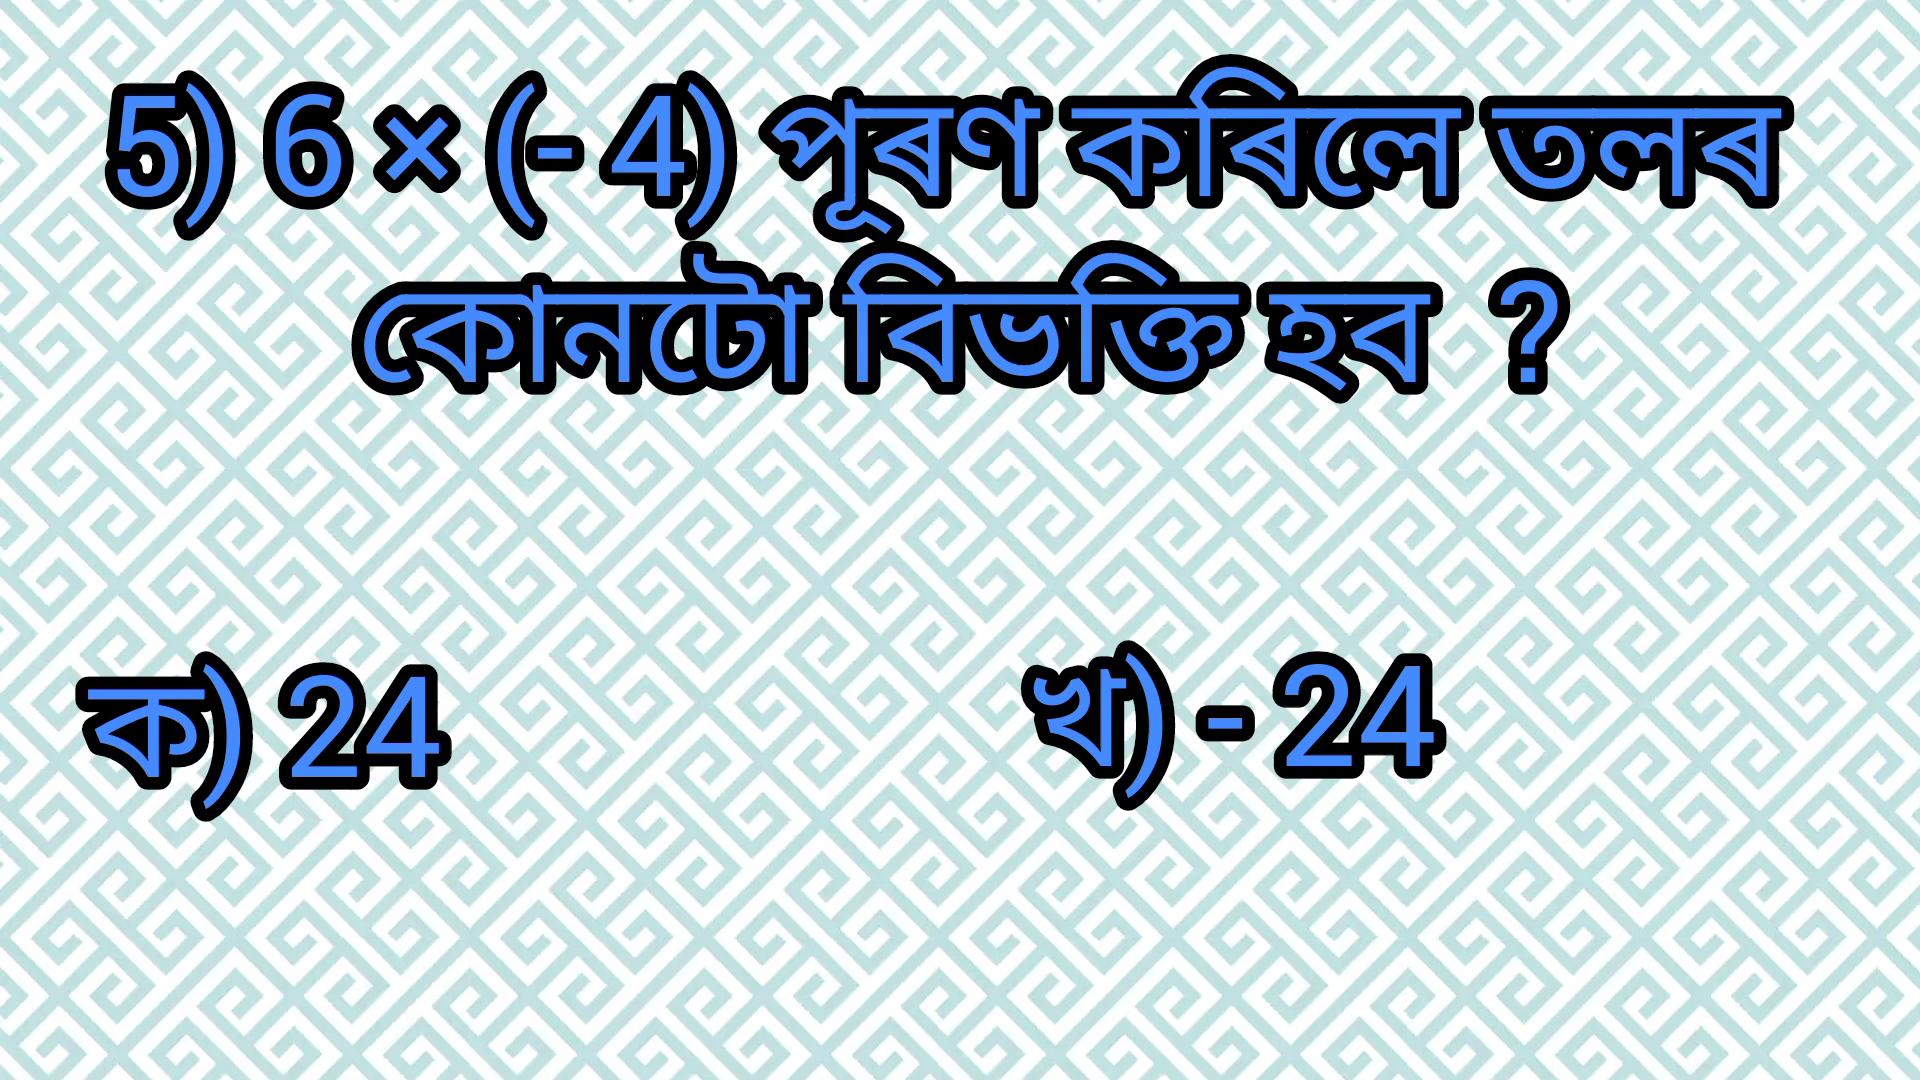 5) 6 × (- 4) পূৰণ কৰিলে তলৰ
কোনটো বিভক্তি হব ?
ক) 24
খ) - 24